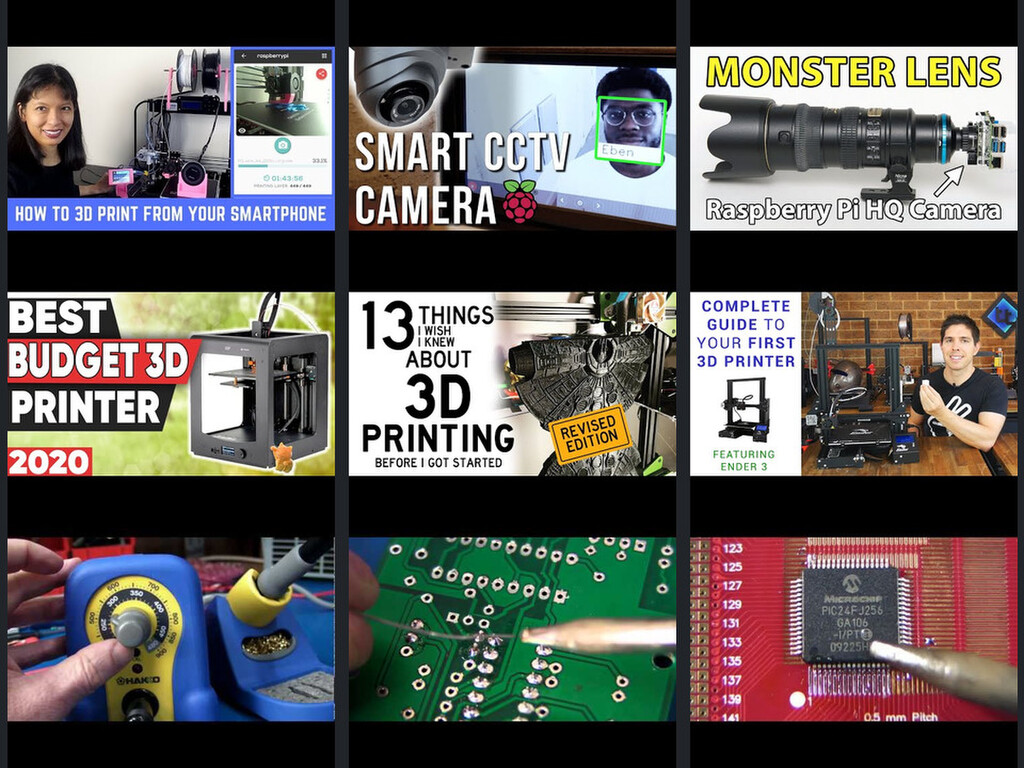 raspberrypi
01:43:56
HOW TO 3D PRINT FROM YOUR SMARTPHONE
SMART CCTV
CAMERA
Eben
MONSTER LENS
Raspberry Pi HQ Camera
BEST
BUDGET 3D
PRINTER
2020
13 THINGS
I WISH
I KNEW
ABOUT
3D
PRINTING
BEFORE I GOT STARTED
REVISED
EDITION
COMPLETE
GUIDE TO
YOUR FIRST
3D PRINTER
FEATURING
ENDER 3
HAKKO
123
125
127
129
131
133
135
137
139
141
MICROCHIP
PIC24FJ256
GA106
-I/PT
0.5 mm Pitch